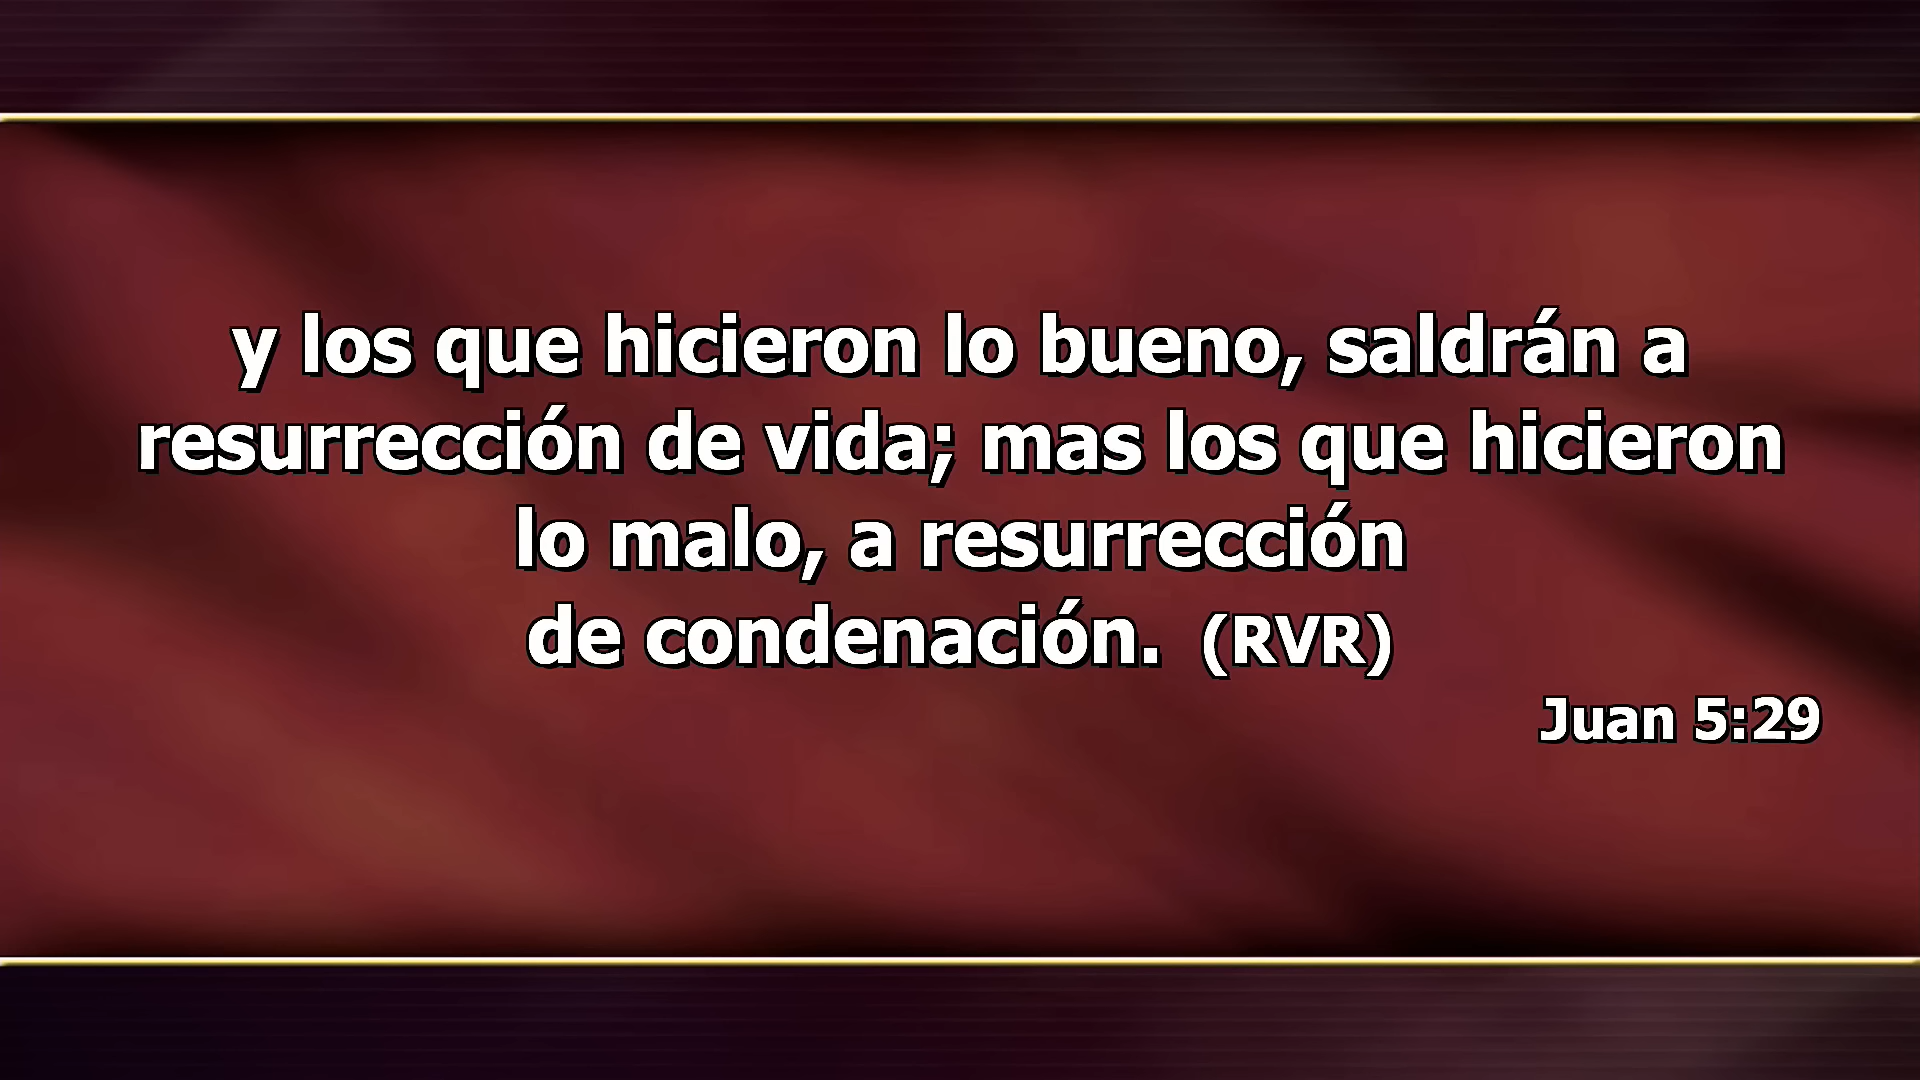 y los que hicieron lo bueno, saldrán a
resurrección de vida; mas los que hicieron
lo malo, a resurrección
de condenación. (RVR)
Juan 5:29